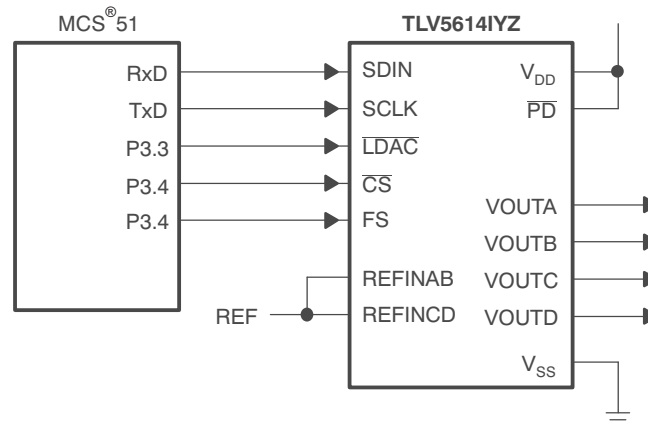 MCS®51
TLV5614IYZ
RxD
TxD
P3.3
P3.4
P3.4
SDIN
SCLK
LDAC
CS
FS
REFINAB
REFINCD
REF
VDD
PD
VOUTA
VOUTB
VOUTC
VOUTD
VSS